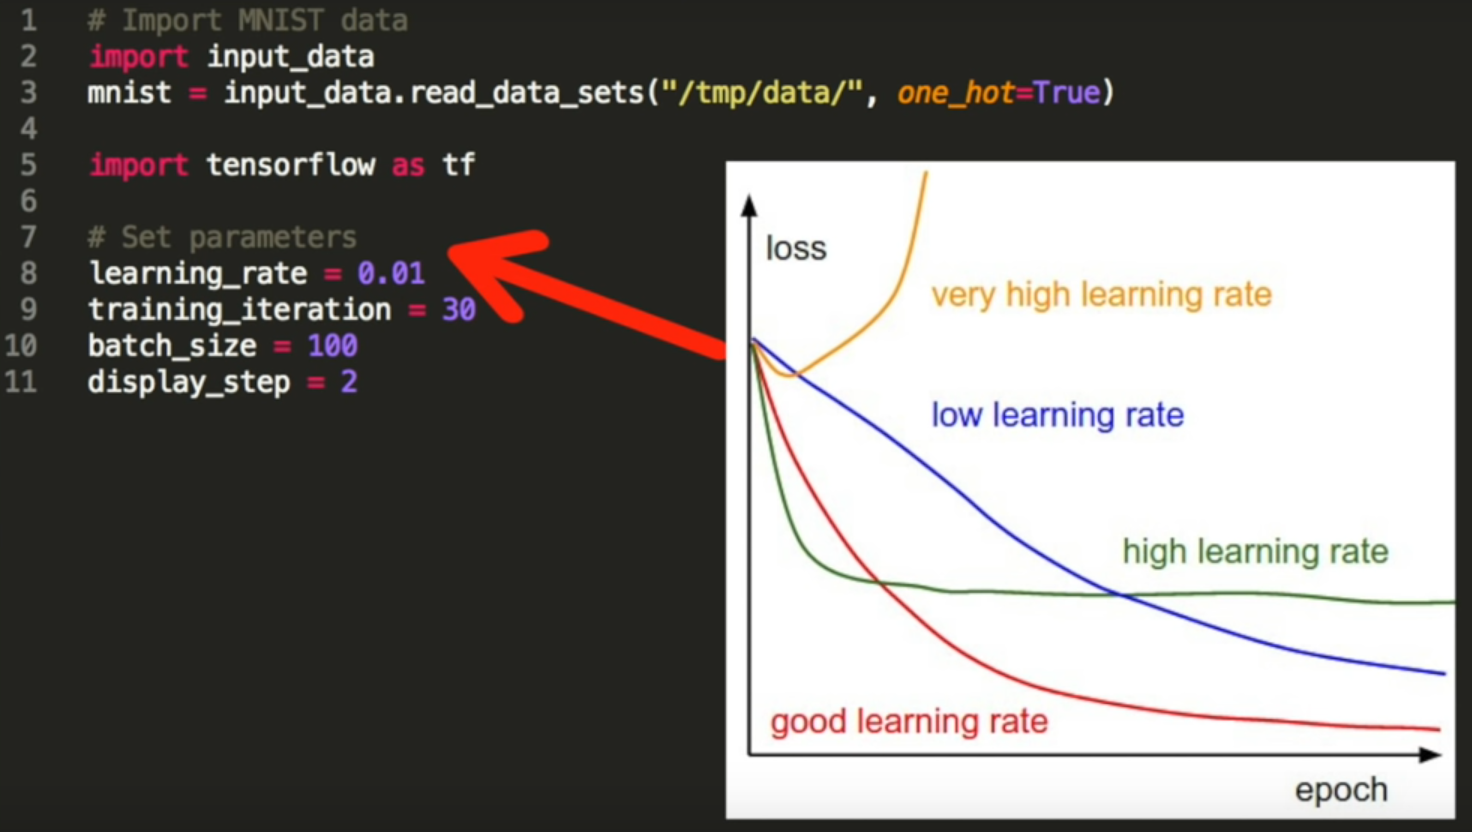 1 # Import MNIST data
2 import input_data
3 mnist = input_data.read_data_sets("/tmp/data/", one_hot=True)
4
5 import tensorflow as tf
6
7 # Set parameters
8 learning_rate = 0.01
9 training_iteration = 30
10 batch_size = 100
11 display_step = 2
loss
very high learning rate
low learning rate
high learning rate
good learning rate
epoch